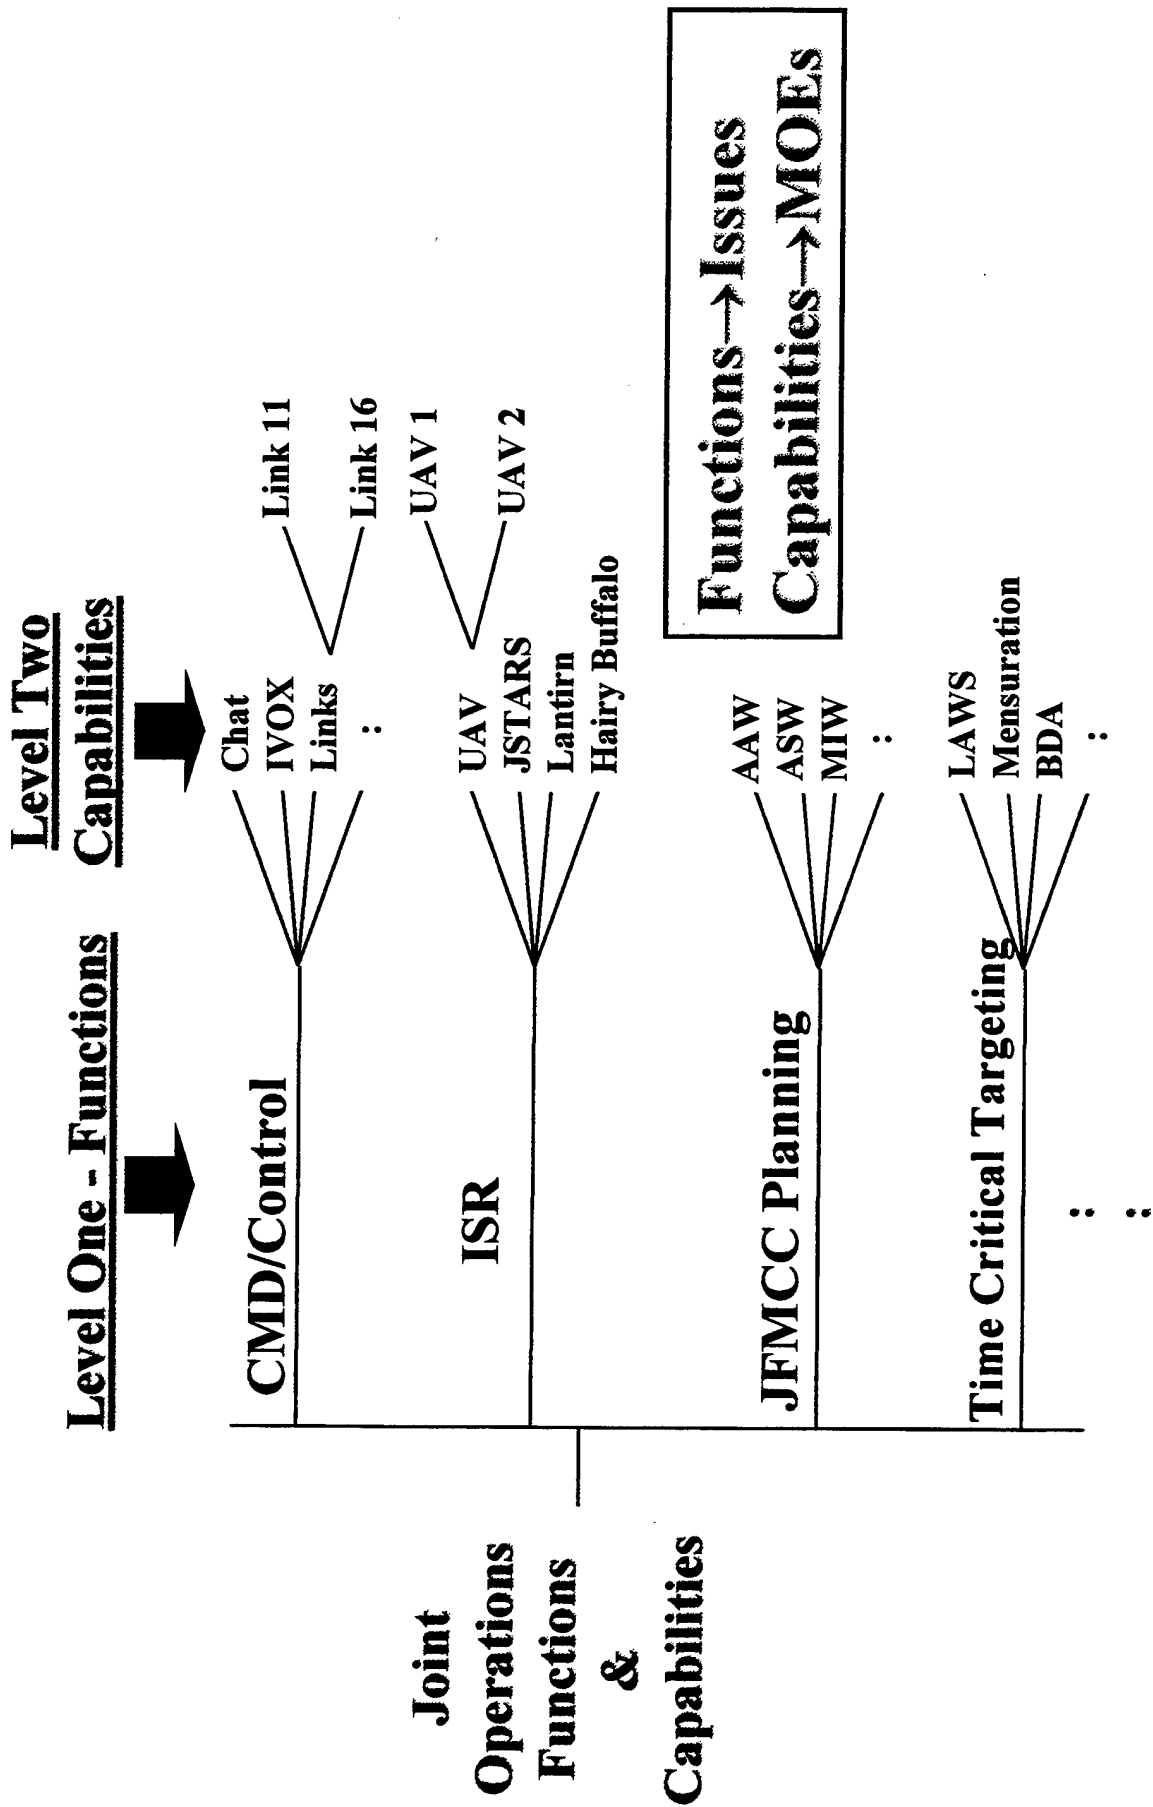 Level One - Functions
Level Two
Capabilities
Joint
Operations
Functions
&
Capabilities
CMD/Control
Chat
IVOX
Links
:
Link 11
Link 16
ISR
UAV
JSTARS
Lantirn
Hairy Buffalo
UAV 1
UAV 2
JFMCC Planning
AAW
ASW
MIW
:
Time Critical Targeting
LAWS
Mensuration
BDA
:
:
:
Functions→Issues
Capabilities→MOEs